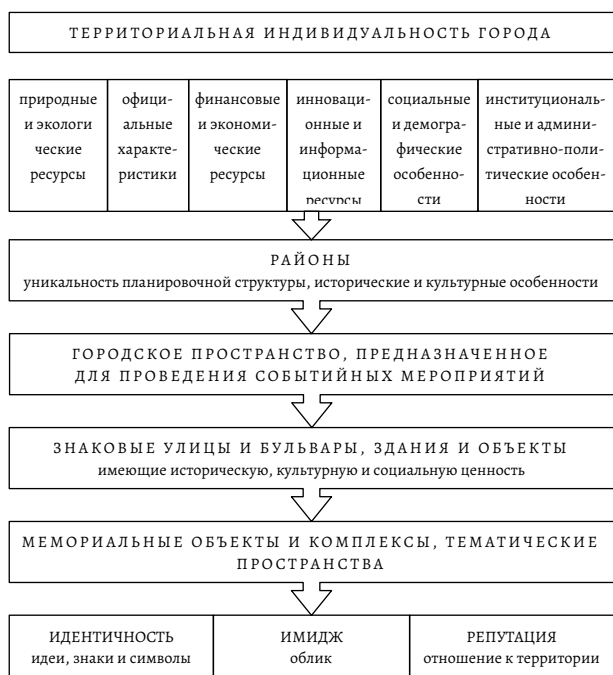 ТЕРРИТОРИАЛЬНАЯ ИНДИВИДУАЛЬНОСТЬ ГОРОДА
природные
и экологи
ческие
ресурсы
офици-
альные
характе-
ристики
финансовые
и экономи-
ческие
ресурсы
инноваци-
онные и
информа-
ционные
ресурсы
социальные
и демогра-
фические
особенно-
сти
институциональ-
ные и админи-
стративно-поли-
тические особен-
ности
РАЙОНЫ
уникальность планировочной структуры, исторические и культурные особенности
ГОРОДСКОЕ ПРОСТРАНСТВО, ПРЕДНАЗНАЧЕННОЕ
ДЛЯ ПРОВЕДЕНИЯ СОБЫТИЙНЫХ МЕРОПРИЯТИЙ
ЗНАКОВЫЕ УЛИЦЫ И БУЛЬВАРЫ, ЗДАНИЯ И ОБЪЕКТЫ
имеющие историческую, культурную и социальную ценность
МЕМОРИАЛЬНЫЕ ОБЪЕКТЫ И КОМПЛЕКСЫ, ТЕМАТИЧЕСКИЕ
ПРОСТРАНСТВА
ИДЕНТИЧНОСТЬ
идеи, знаки и символы
ИМИДЖ
облик
РЕПУТАЦИЯ
отношение к территории